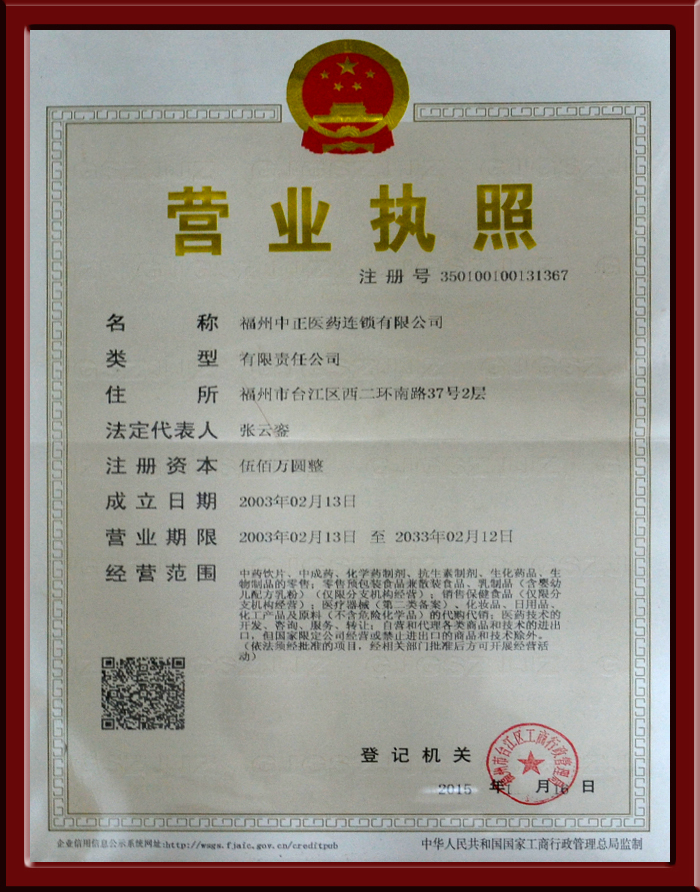 营业执照
注册号 350100100131367
名称 福州中正医药连锁有限公司
类型 有限责任公司
住所 福州市台江区西二环南路37号2层
法定代表人 张云銮
注册资本 伍佰万圆整
成立日期 2003年02月13日
营业期限 2003年02月13日 至 2033年02月12日
经营范围 中药饮片、中成药、化学药制剂、抗生素制剂、生化药品、生
物制品的零售；零售预包装食品兼散装食品、乳制品（含婴幼
儿配方乳粉）（仅限分支机构经营）；销售保健食品（仅限分
支机构经营）；医疗器械（第二类备案）、化妆品、日用品、
化工产品及原料（不含危险化学品）的代购代销；医药技术的
开发、咨询、服务、转让；自营和代理各类商品和技术的进出
口，但国家限定公司经营或禁止进出口的商品和技术除外。
（依法须经批准的项目，经相关部门批准后方可开展经营活
动）
登记机关
福州市台江区工商行政管理局
2015 年1 月16 日
企业信用信息公示系统网址:http://wsgs.fjaic.gov.cn/creditpub
中华人民共和国国家工商行政管理总局监制